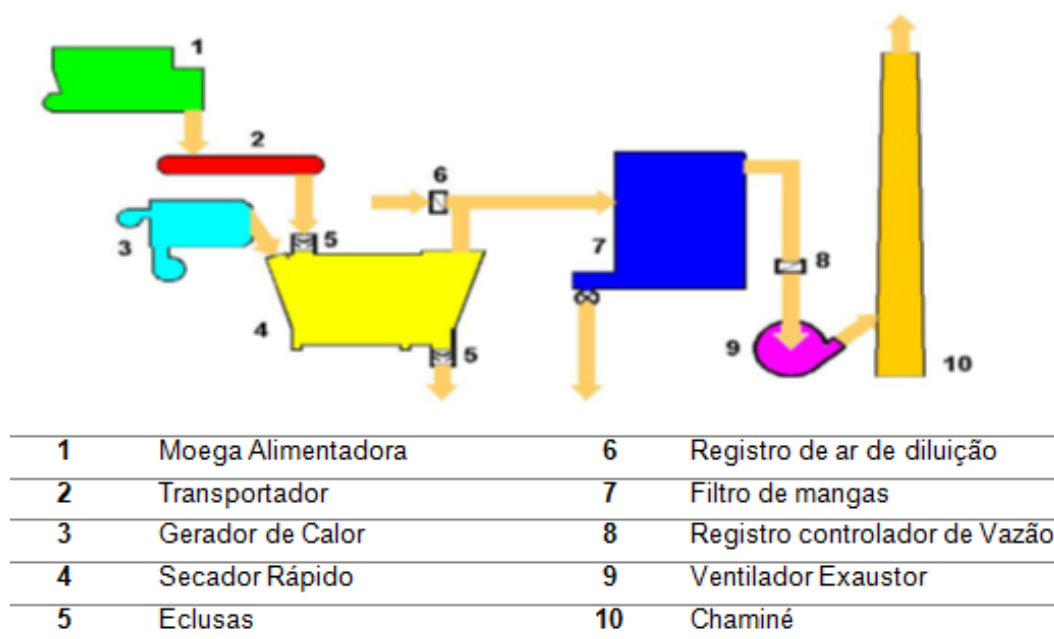 1
2
6
5
3
7
8
4
5
9
10
1 Moega Alimentadora 6 Registro de ar de diluição
2 Transportador 7 Filtro de mangas
3 Gerador de Calor 8 Registro controlador de Vazão
4 Secador Rápido 9 Ventilador Exaustor
5 Eclusas 10 Chaminé